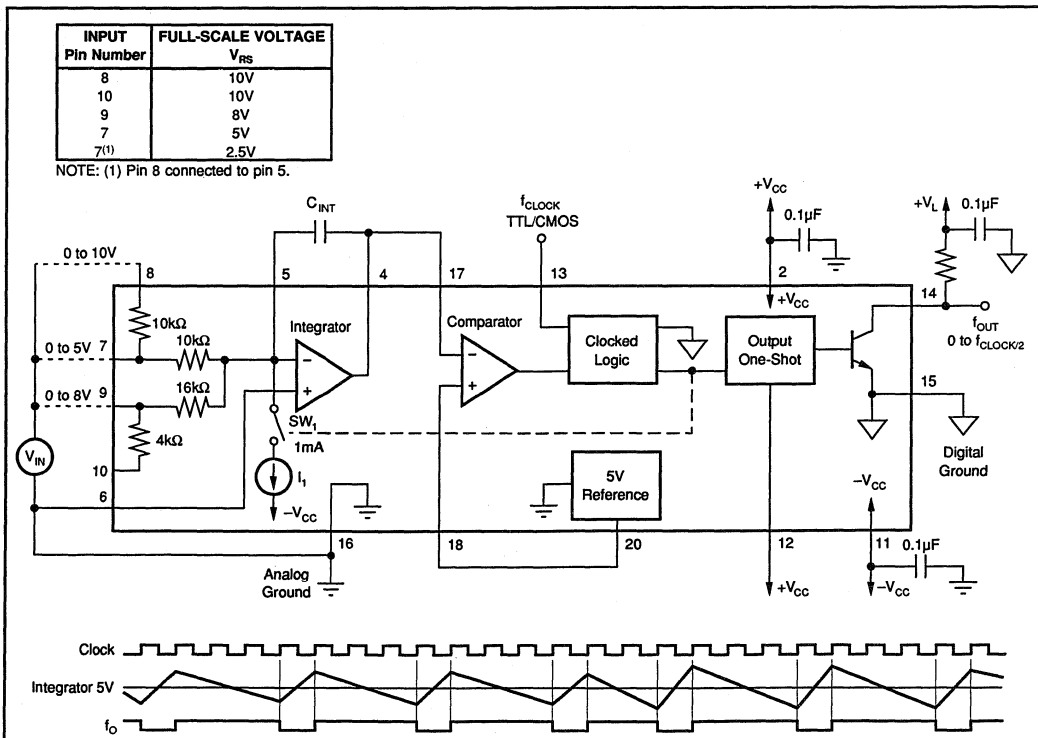 INPUT FULL-SCALE VOLTAGE
Pin Number V_RS
8 10V
10 10V
9 8V
7 5V
7(1) 2.5V
NOTE: (1) Pin 8 connected to pin 5.
+V_CC
f_CLOCK
TTL/CMOS
C_INT
0.1µF
+V_L
0.1µF
0 to 10V
8
5
4
17
13
2
14
+V_CC
10kΩ
Integrator
Comparator
Clocked
Logic
Output
One-Shot
f_OUT
0 to f_CLOCK/2
0 to 5V
7
10kΩ
−
+
−
+
0 to 8V
9
16kΩ
15
SW_1
1mA
4kΩ
V_IN
10
I_1
5V
Reference
Digital
Ground
6
−V_CC
−V_CC
16
18
20
12
11
0.1µF
Analog
Ground
+V_CC
−V_CC
Clock
Integrator 5V
f_O